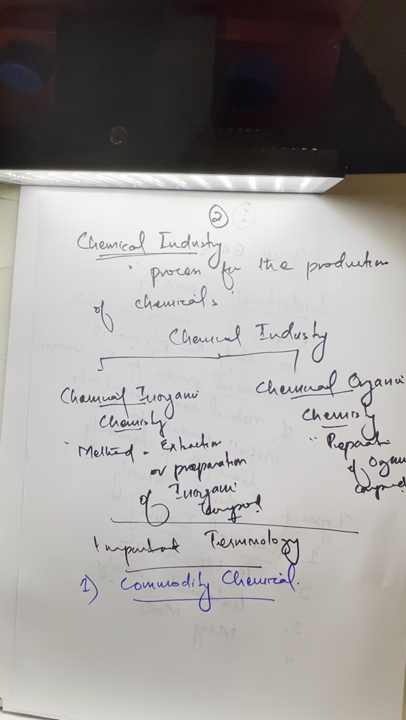 ②
Chemical Industry
" process for the production
of chemicals "
Chemical Industry
Chemical Inorganic Chemical Organic
Chemistry Chemistry
" Method - Extraction " Preparation
or preparation of Organic
of Inorganic compound
Compound
Important Terminology
1) Commodity Chemical.